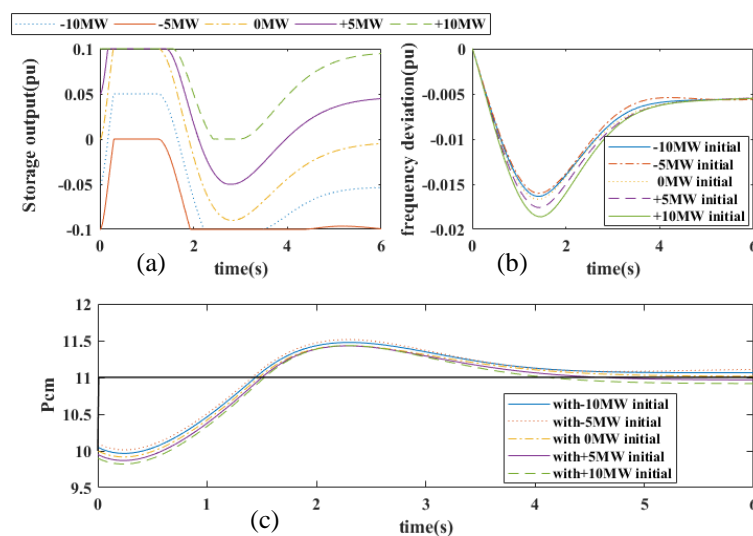 -10MW -5MW 0MW +5MW +10MW
Storage output(pu)
0.1
0.05
0
-0.05
-0.1
0 2 4 6
(a)
time(s)
frequency deviation(pu)
0
-0.005
-0.01
-0.015
-0.02
-10MW initial
-5MW initial
0MW initial
+5MW initial
+10MW initial
0 2 4 6
(b)
time(s)
Pcm
12
11.5
11
10.5
10
9.5
with-10MW initial
with-5MW initial
with 0MW initial
with+5MW initial
with+10MW initial
0 1 2 3 4 5 6
(c)
time(s)